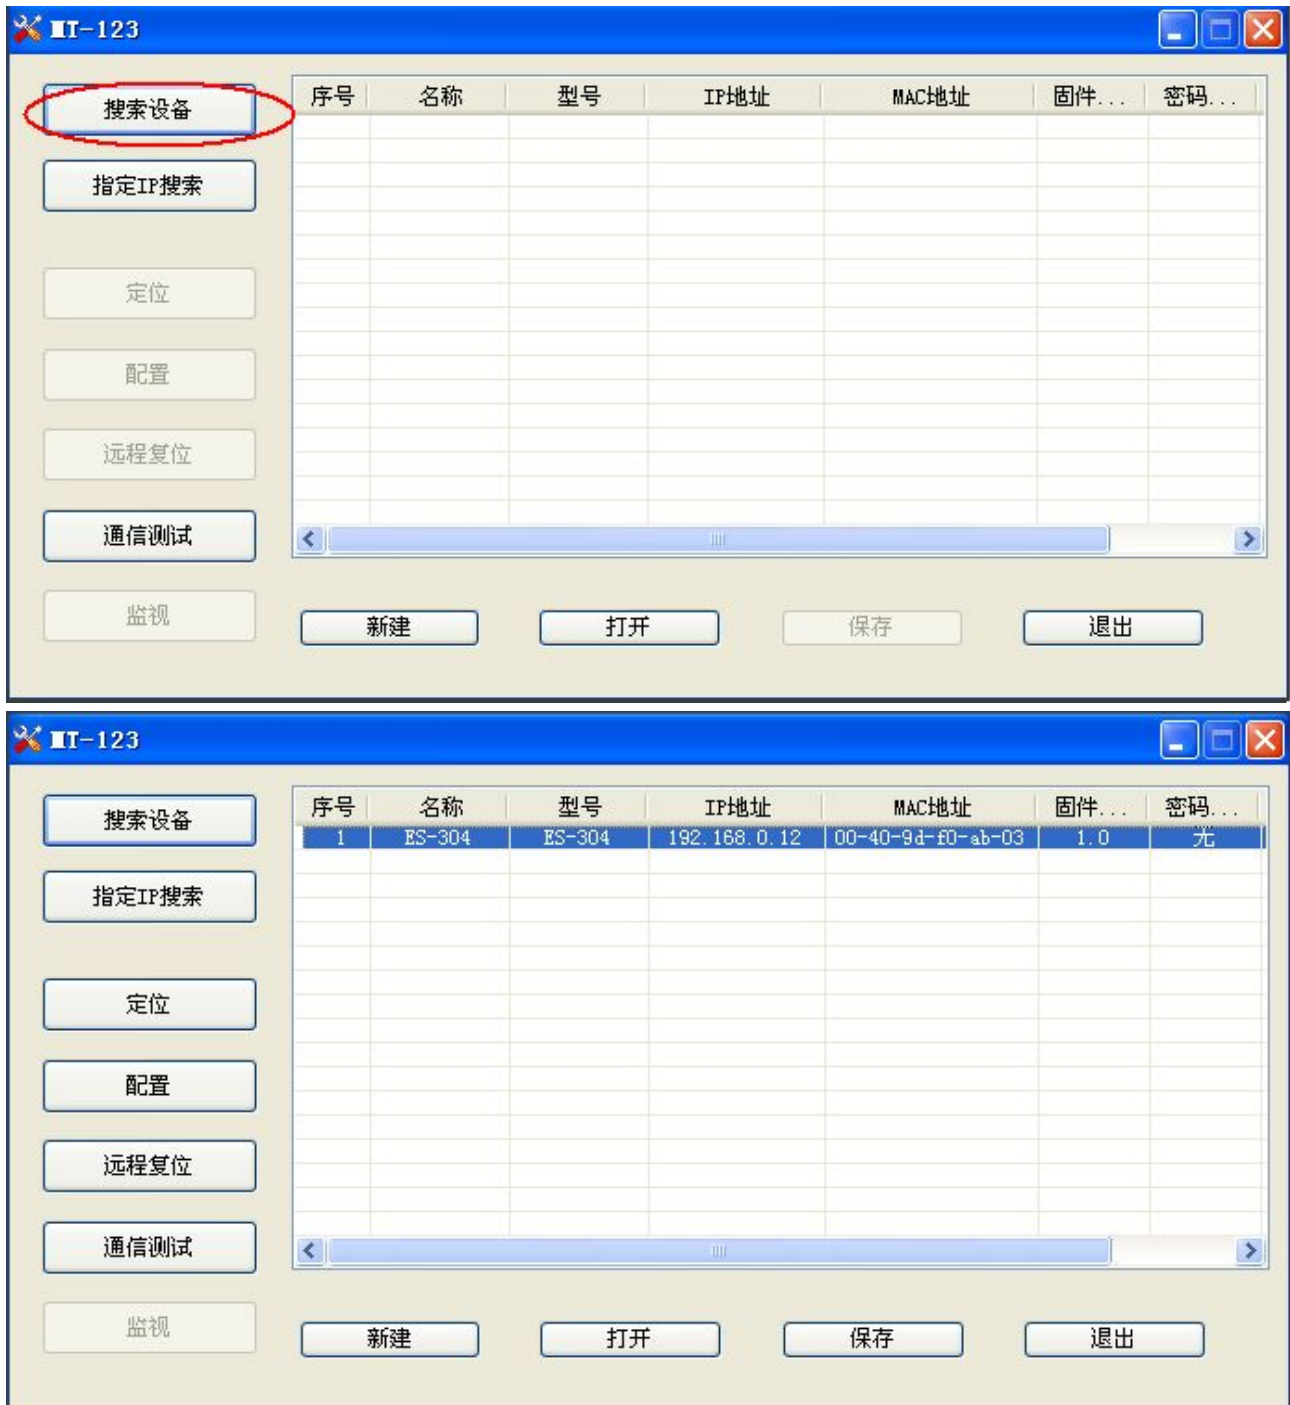 MT-123
序号 名称 型号 IP地址 MAC地址 固件... 密码...
搜索设备
指定IP搜索
定位
配置
远程复位
通信测试
监视
新建 打开 保存 退出
MT-123
序号 名称 型号 IP地址 MAC地址 固件... 密码...
1 ES-304 ES-304 192.168.0.12 00-40-9d-f0-ab-03 1.0 无
搜索设备
指定IP搜索
定位
配置
远程复位
通信测试
监视
新建 打开 保存 退出